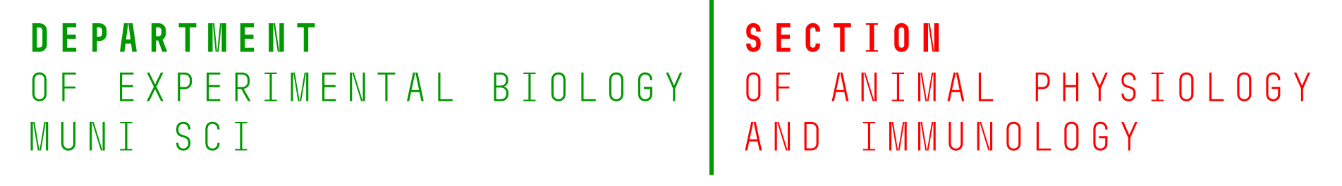 DEPARTMENT
OF EXPERIMENTAL BIOLOGY
MUNI SCI
SECTION
OF ANIMAL PHYSIOLOGY
AND IMMUNOLOGY